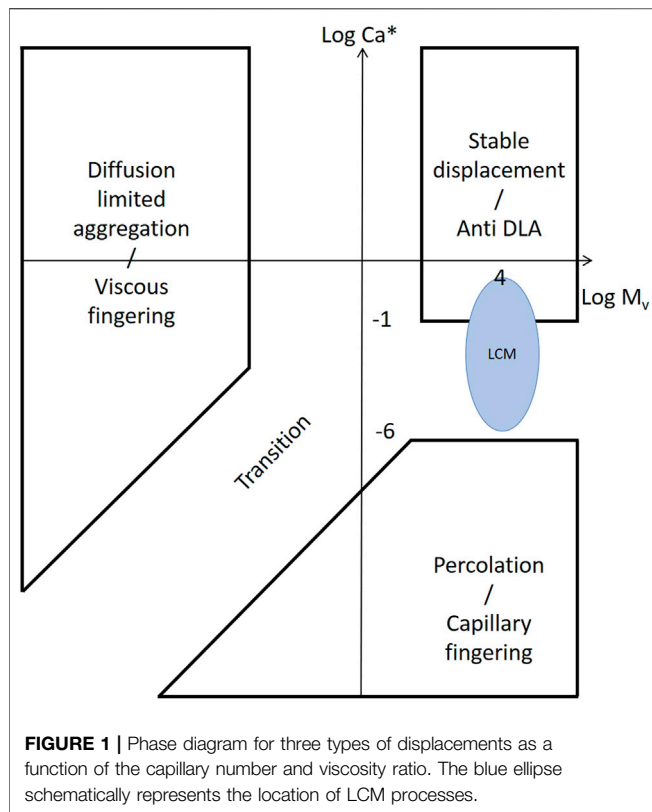 Log Ca*
Diffusion
limited
aggregation
/
Viscous
fingering
Stable
displacement
/
Anti DLA
4
Log Mv
-1
LCM
-6
Transition
Percolation
/
Capillary
fingering
FIGURE 1 | Phase diagram for three types of displacements as a
function of the capillary number and viscosity ratio. The blue ellipse
schematically represents the location of LCM processes.